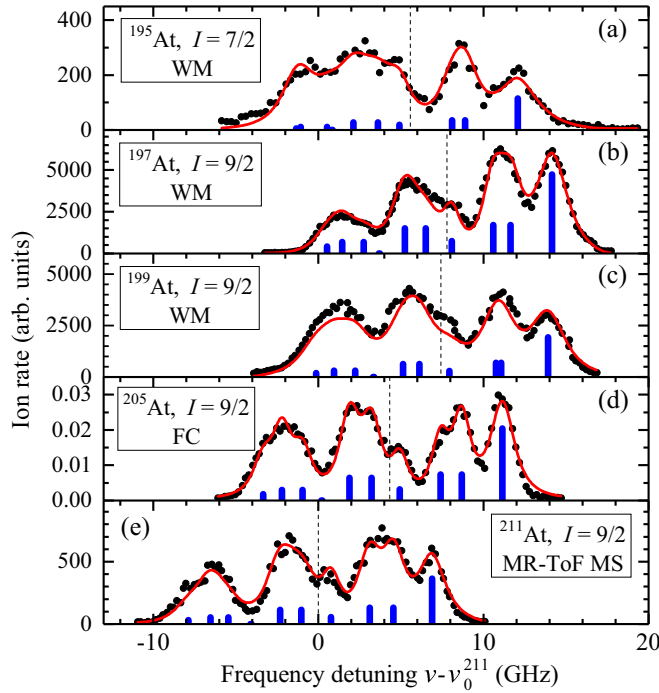 400
200
0
¹⁹⁵At, I = 7/2
WM
(a)
5000
2500
0
¹⁹⁷At, I = 9/2
WM
(b)
5000
2500
0
¹⁹⁹At, I = 9/2
WM
(c)
0.03
0.02
0.01
0.00
²⁰⁵At, I = 9/2
FC
(d)
500
0
(e)
²¹¹At, I = 9/2
MR-ToF MS
Ion rate (arb. units)
-10 0 10 20
Frequency detuning ν-ν₀²¹¹ (GHz)